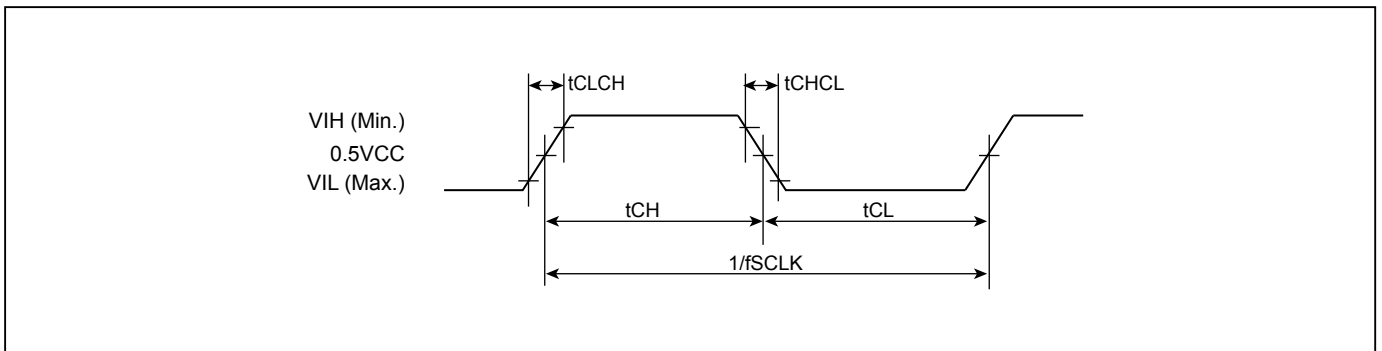 tCLCH
tCHCL
VIH (Min.)
0.5VCC
VIL (Max.)
tCH
tCL
1/fSCLK